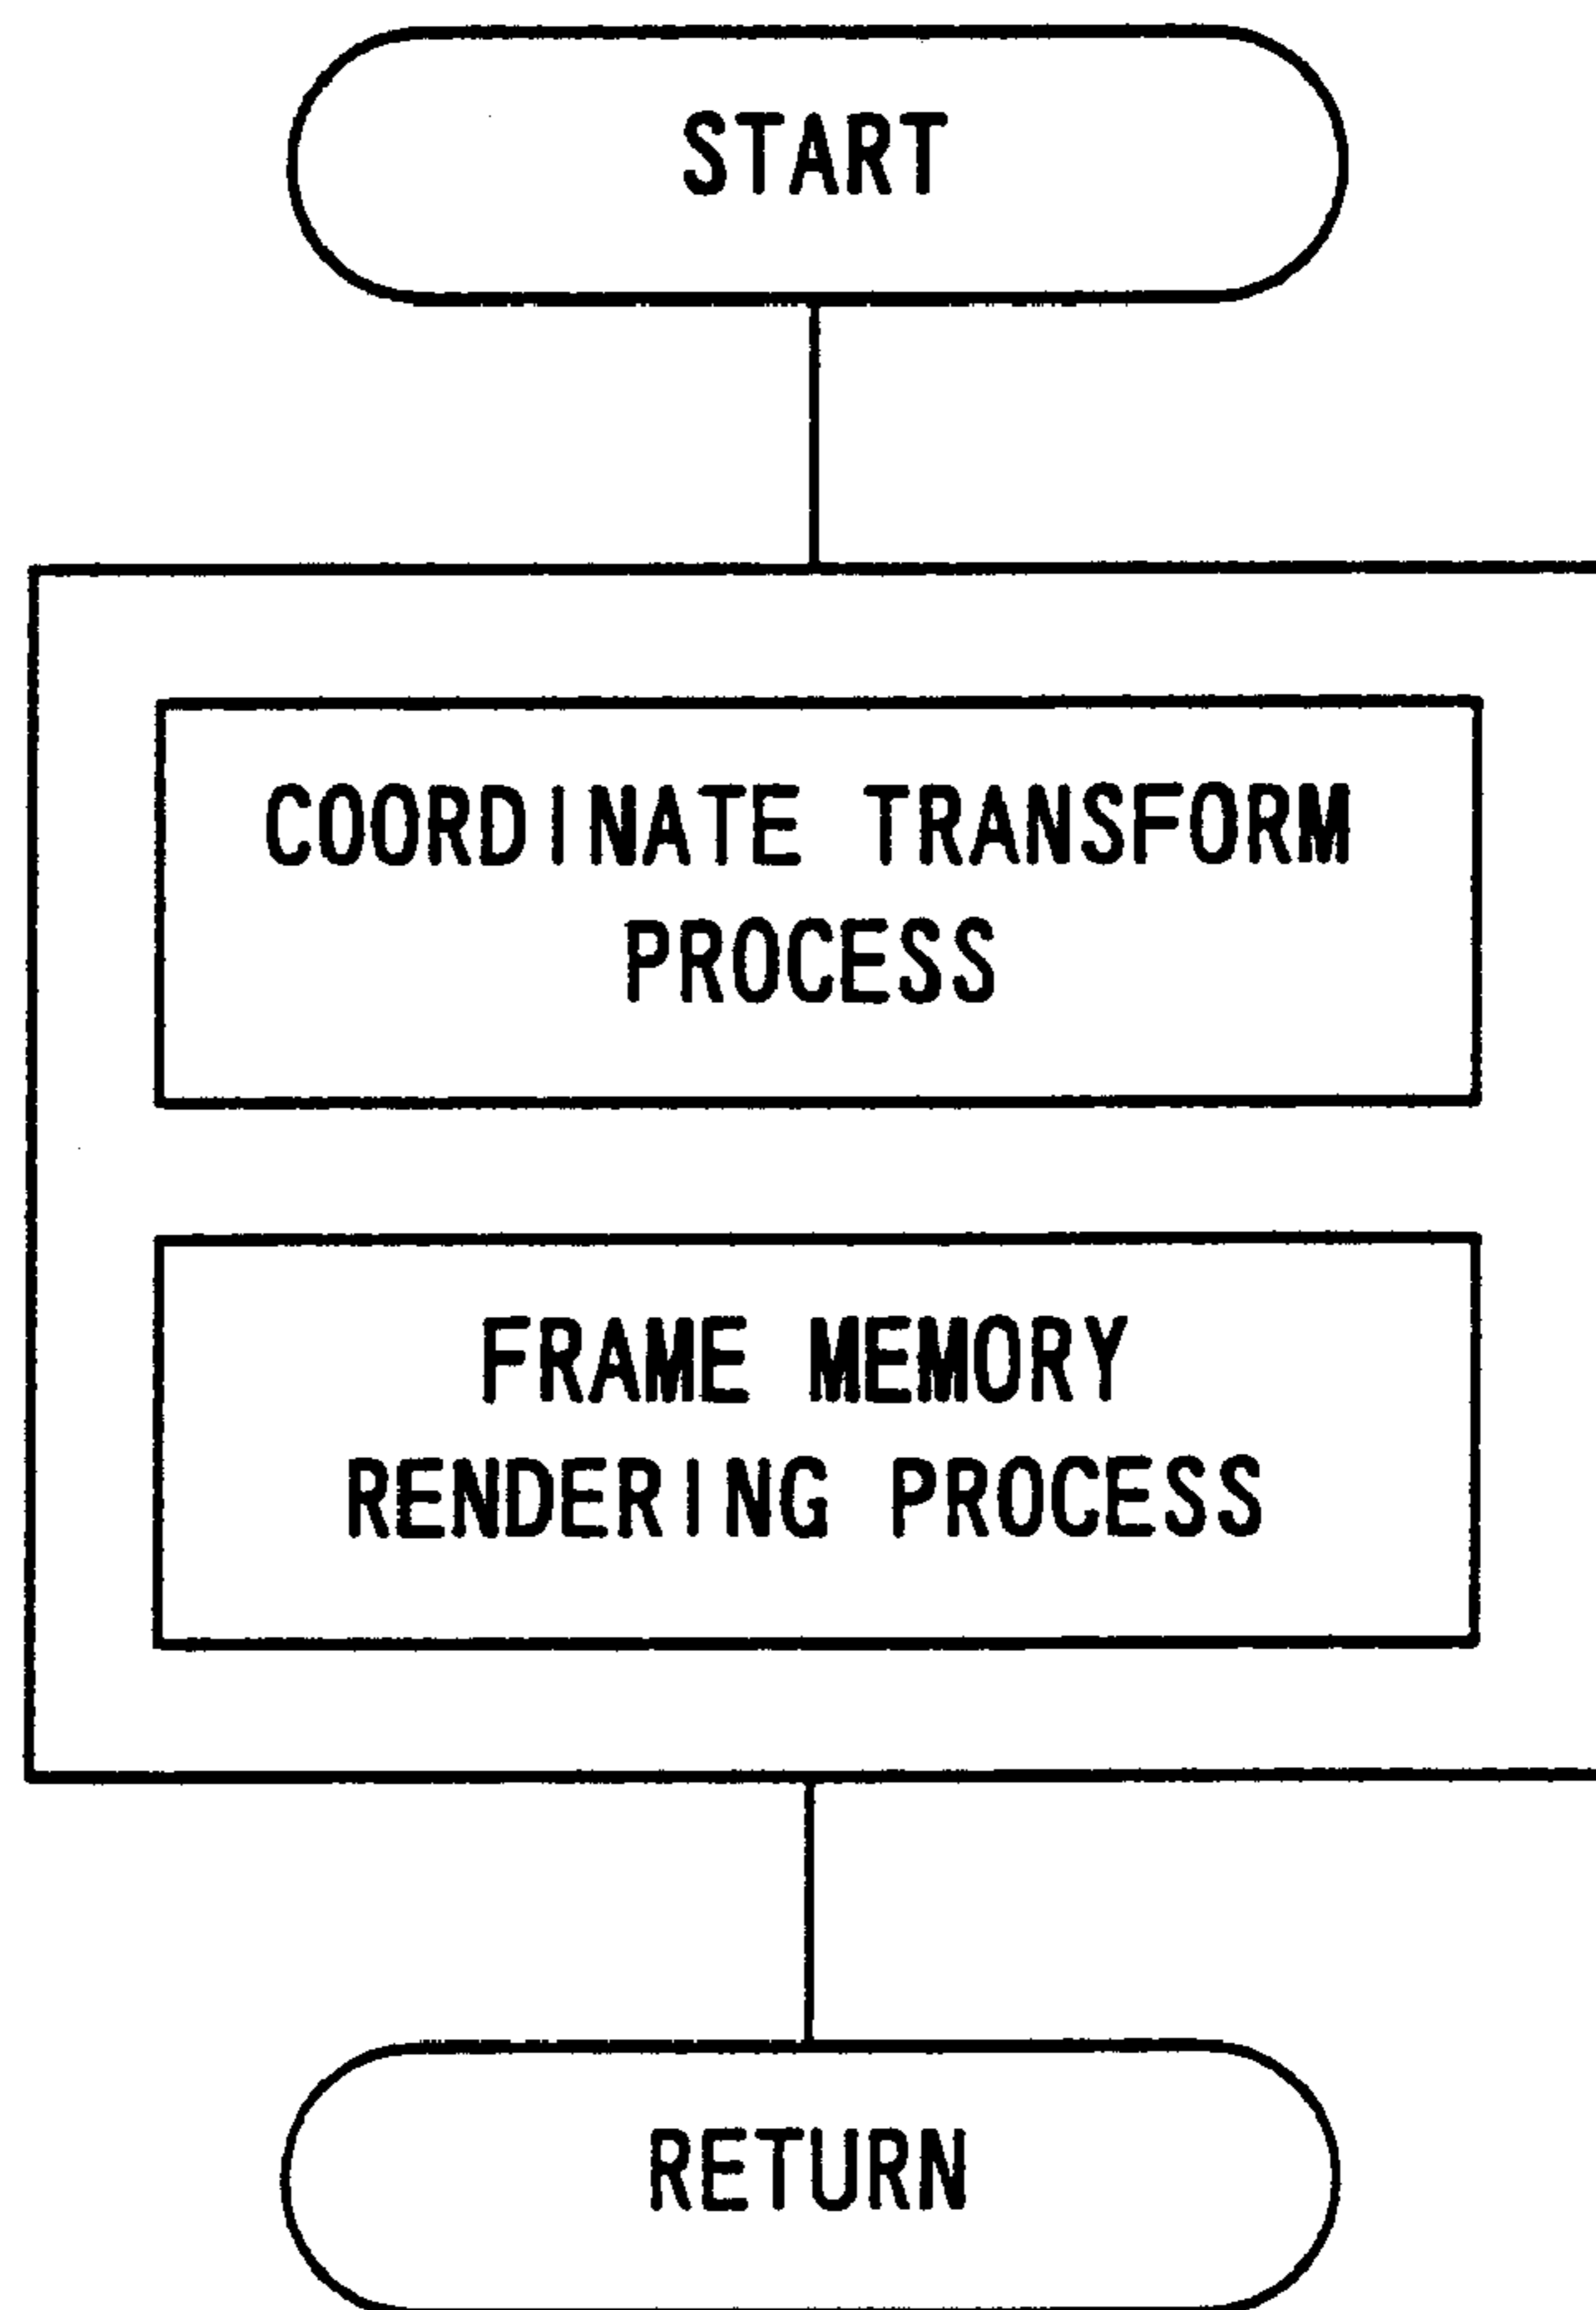 START
COORDINATE TRANSFORM
PROCESS
FRAME MEMORY
RENDERING PROCESS
RETURN